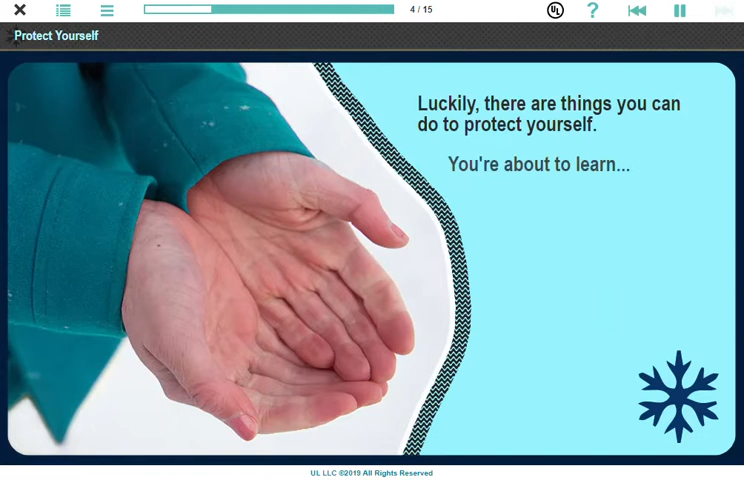 4 / 15
UL
?
Protect Yourself
Luckily, there are things you can
do to protect yourself.
You're about to learn...
UL LLC ©2019 All Rights Reserved